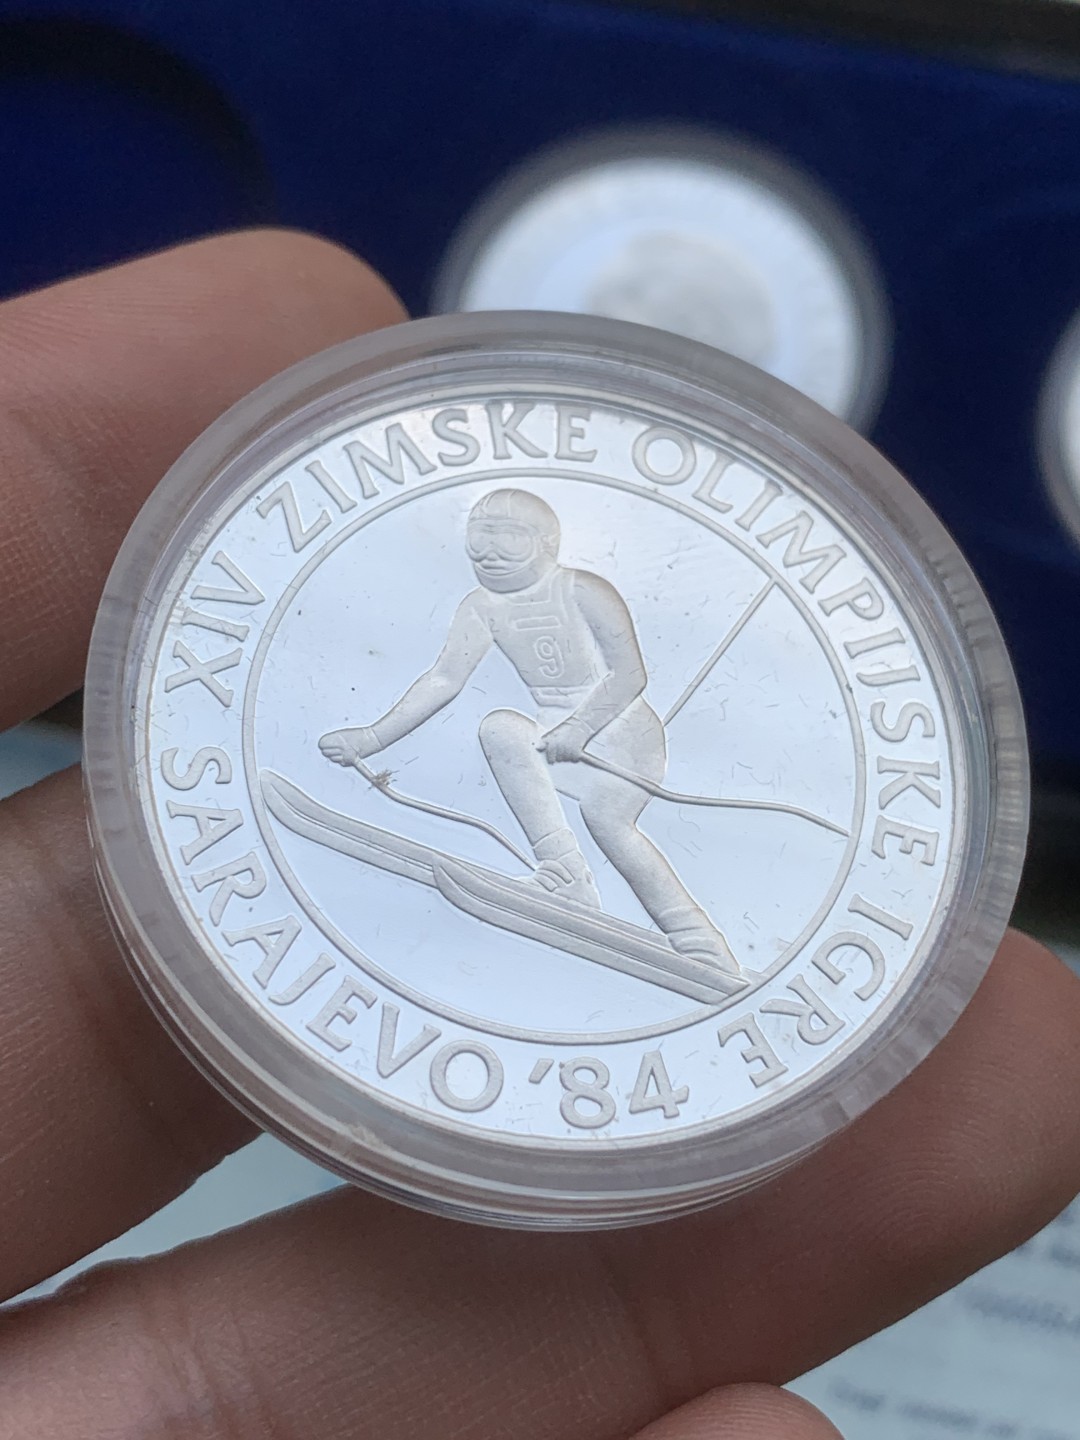 XIV ZIMSKE OLIMPIJSKE IGRE
SARAJEVO '84
9